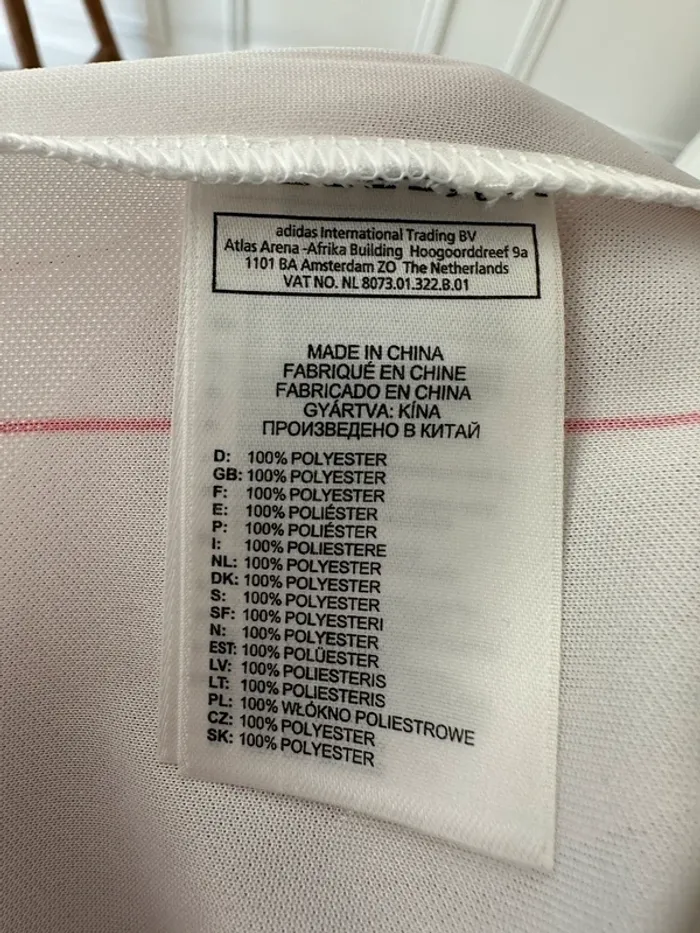 adidas International Trading BV
Atlas Arena -Afrika Building Hoogoorddreef 9a
1101 BA Amsterdam ZO The Netherlands
VAT NO. NL 8073.01.322.B.01
MADE IN CHINA
FABRIQUÉ EN CHINE
FABRICADO EN CHINA
GYÁRTVA: KÍNA
ПРОИЗВЕДЕНО В КИТАЙ
D: 100% POLYESTER
GB: 100% POLYESTER
F: 100% POLYESTER
E: 100% POLIÉSTER
P: 100% POLIÉSTER
I: 100% POLIESTERE
NL: 100% POLYESTER
DK: 100% POLYESTER
S: 100% POLYESTER
SF: 100% POLYESTERI
N: 100% POLYESTER
EST: 100% POLÜESTER
LV: 100% POLIESTERIS
LT: 100% POLIESTERIS
PL: 100% WŁÓKNO POLIESTROWE
CZ: 100% POLYESTER
SK: 100% POLYESTER